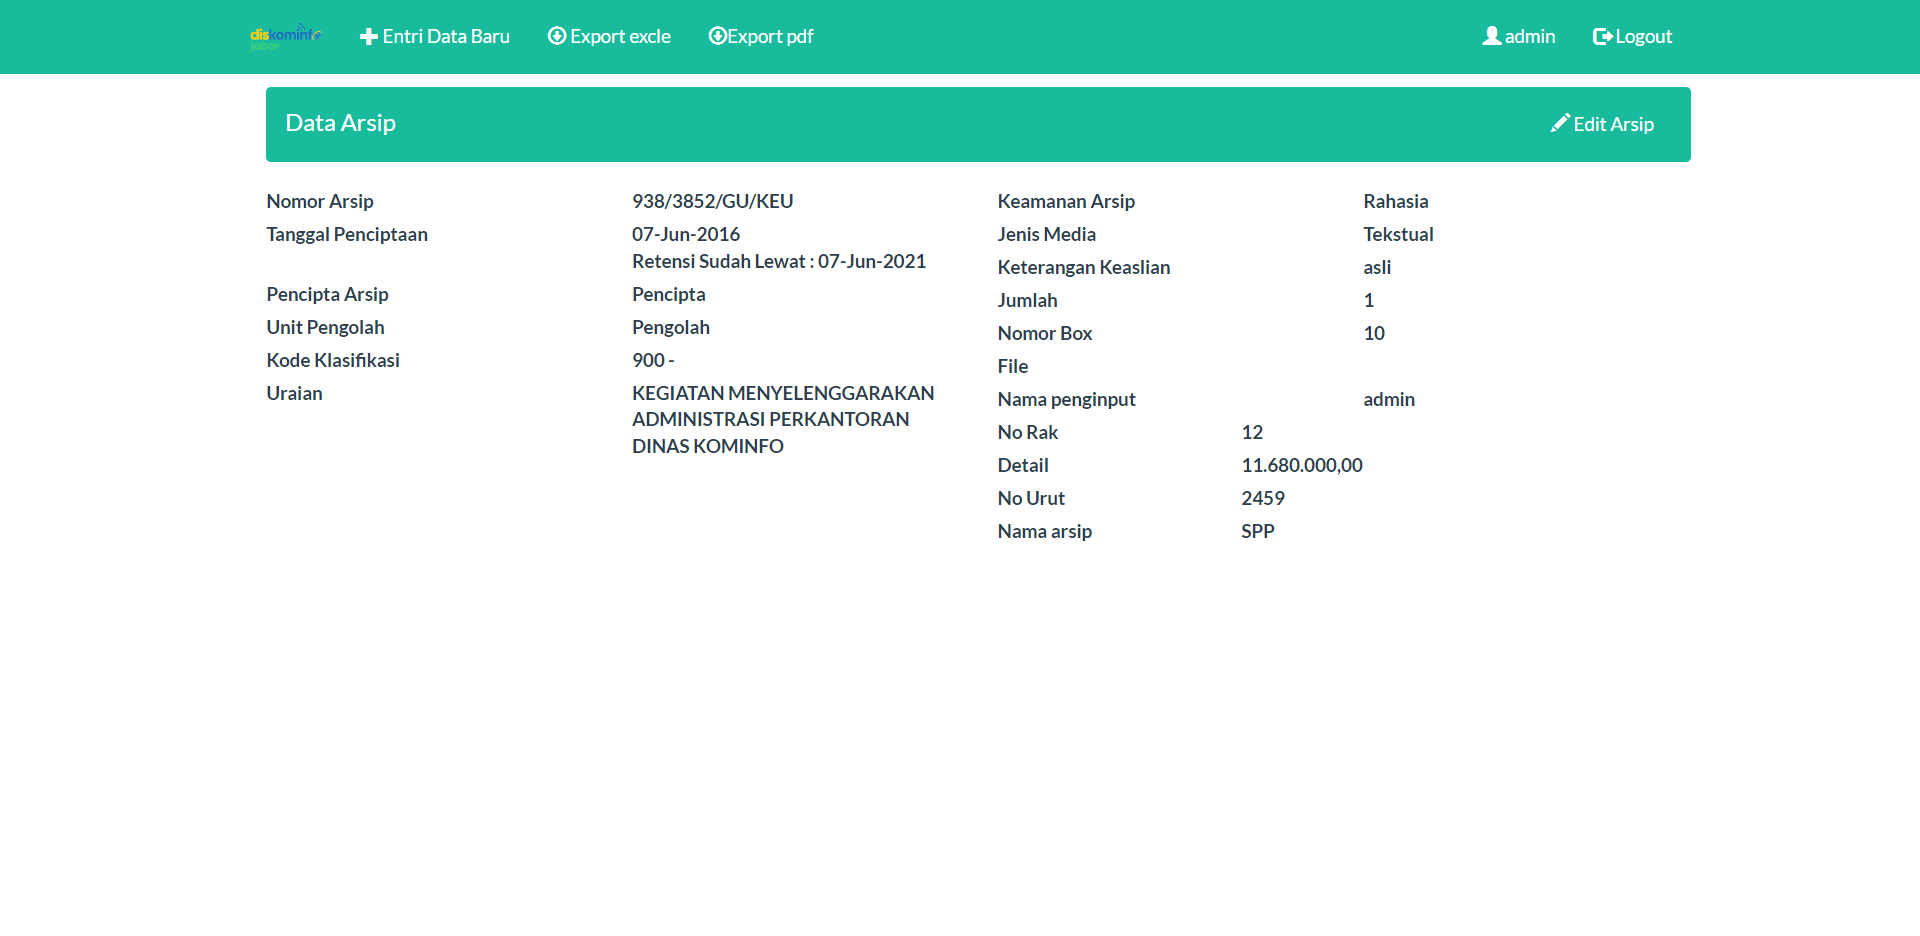 diskominfo
jabar
Entri Data Baru
Export excle
Export pdf
admin
Logout
Data Arsip
Edit Arsip
Nomor Arsip 938/3852/GU/KEU
Tanggal Penciptaan 07-Jun-2016
Retensi Sudah Lewat : 07-Jun-2021
Pencipta Arsip Pencipta
Unit Pengolah Pengolah
Kode Klasifikasi 900 -
Uraian KEGIATAN MENYELENGGARAKAN
ADMINISTRASI PERKANTORAN
DINAS KOMINFO
Keamanan Arsip Rahasia
Jenis Media Tekstual
Keterangan Keaslian asli
Jumlah 1
Nomor Box 10
File
Nama penginput admin
No Rak 12
Detail 11.680.000,00
No Urut 2459
Nama arsip SPP